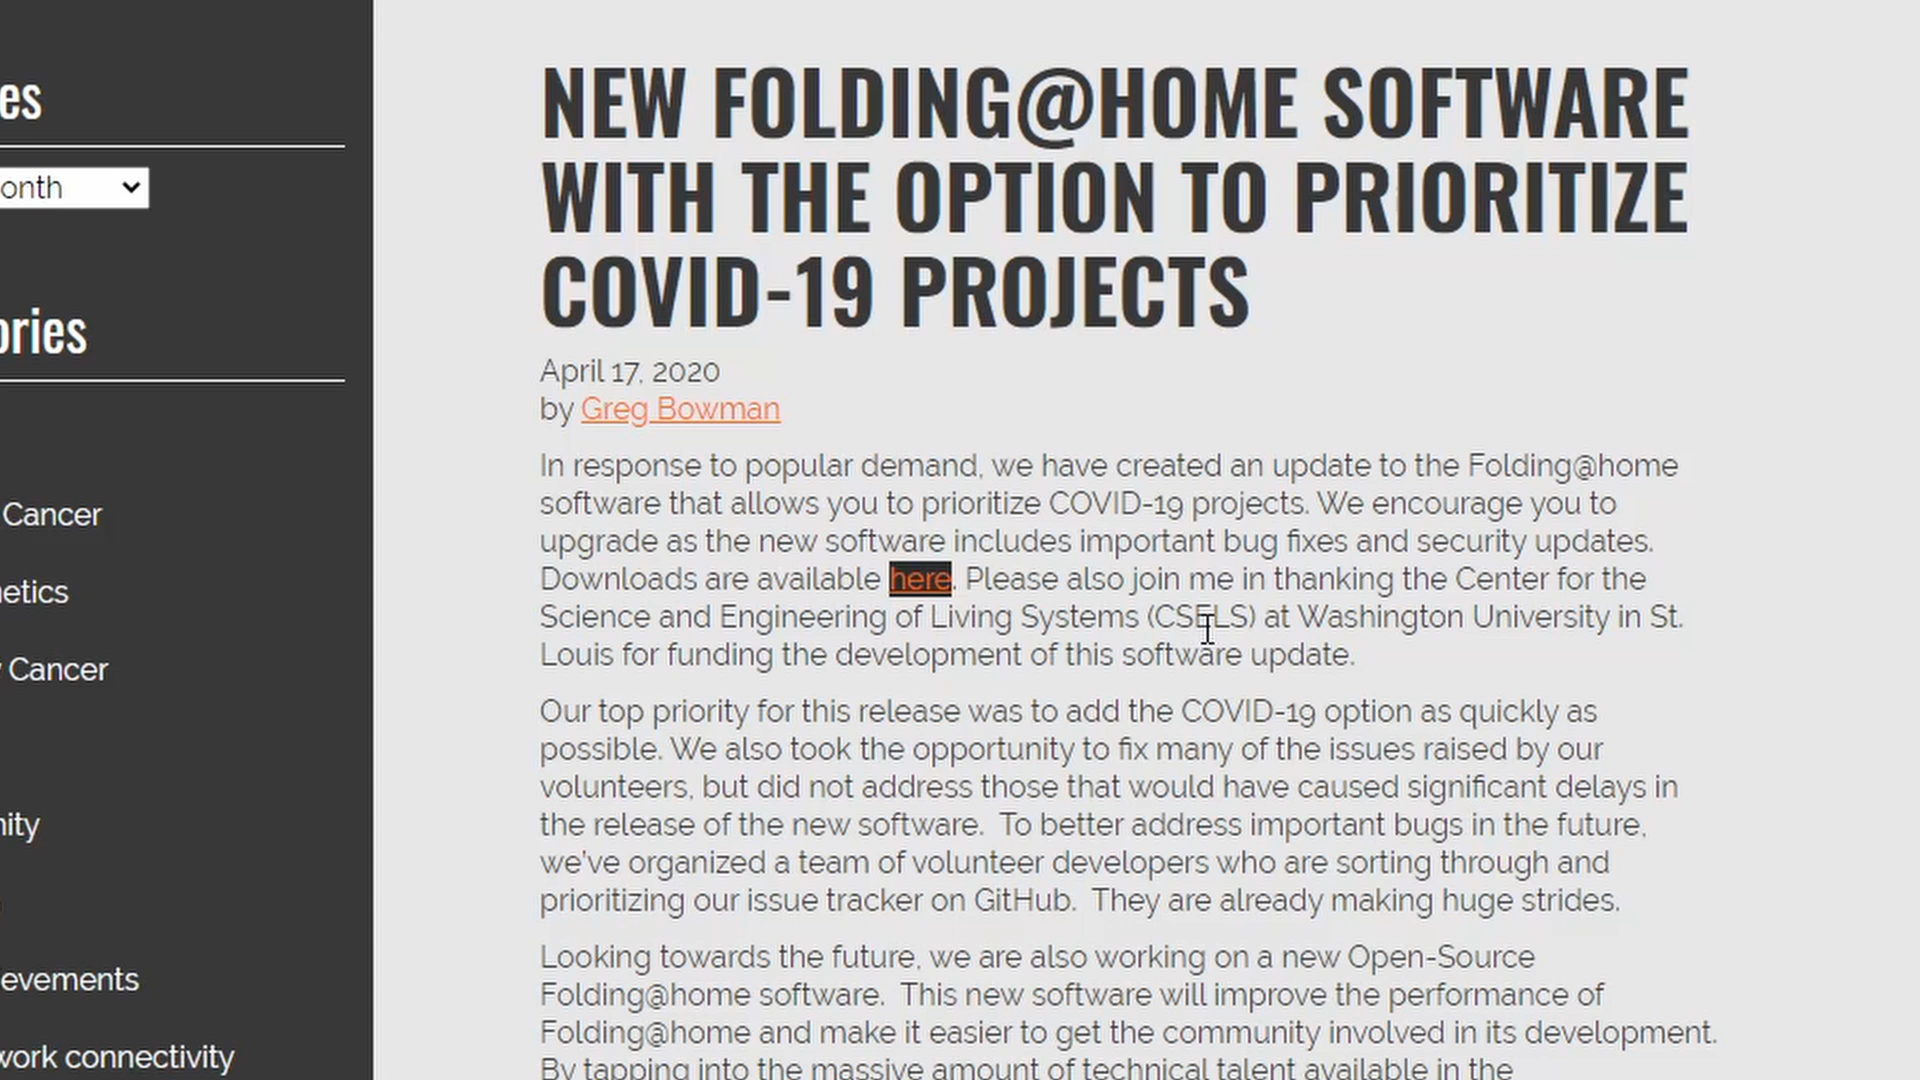 es
onth
ories
Cancer
etics
Cancer
ity
evements
work connectivity
NEW FOLDING@HOME SOFTWARE
WITH THE OPTION TO PRIORITIZE
COVID-19 PROJECTS
April 17, 2020
by Greg Bowman
In response to popular demand, we have created an update to the Folding@home
software that allows you to prioritize COVID-19 projects. We encourage you to
upgrade as the new software includes important bug fixes and security updates.
Downloads are available here. Please also join me in thanking the Center for the
Science and Engineering of Living Systems (CSELS) at Washington University in St.
Louis for funding the development of this software update.
Our top priority for this release was to add the COVID-19 option as quickly as
possible. We also took the opportunity to fix many of the issues raised by our
volunteers, but did not address those that would have caused significant delays in
the release of the new software.  To better address important bugs in the future,
we've organized a team of volunteer developers who are sorting through and
prioritizing our issue tracker on GitHub.  They are already making huge strides.
Looking towards the future, we are also working on a new Open-Source
Folding@home software.  This new software will improve the performance of
Folding@home and make it easier to get the community involved in its development.
By tapping into the massive amount of technical talent available in the